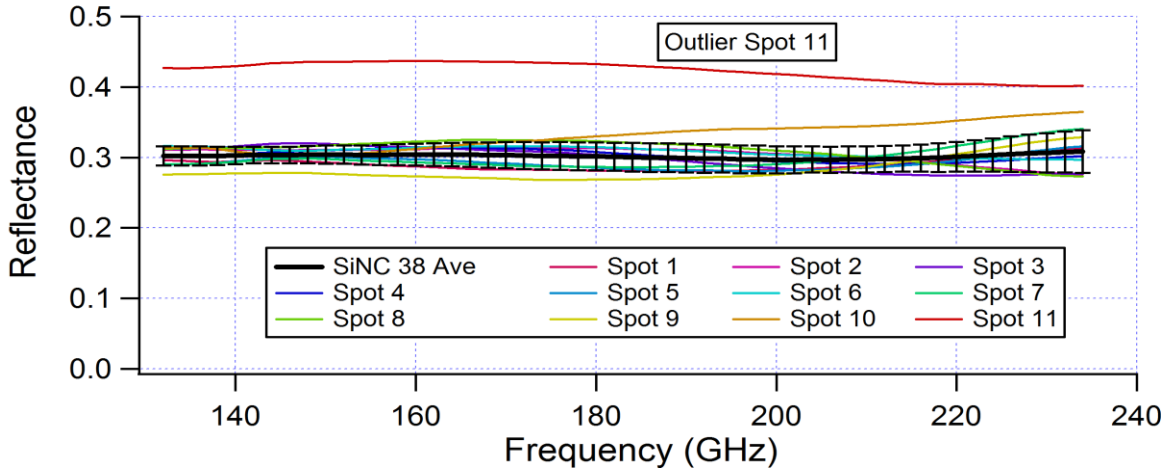 0.5
Outlier Spot 11
0.4
0.3
0.2
0.1
0.0
Reflectance
SiNC 38 Ave Spot 1 Spot 2 Spot 3
Spot 4 Spot 5 Spot 6 Spot 7
Spot 8 Spot 9 Spot 10 Spot 11
140 160 180 200 220 240
Frequency (GHz)